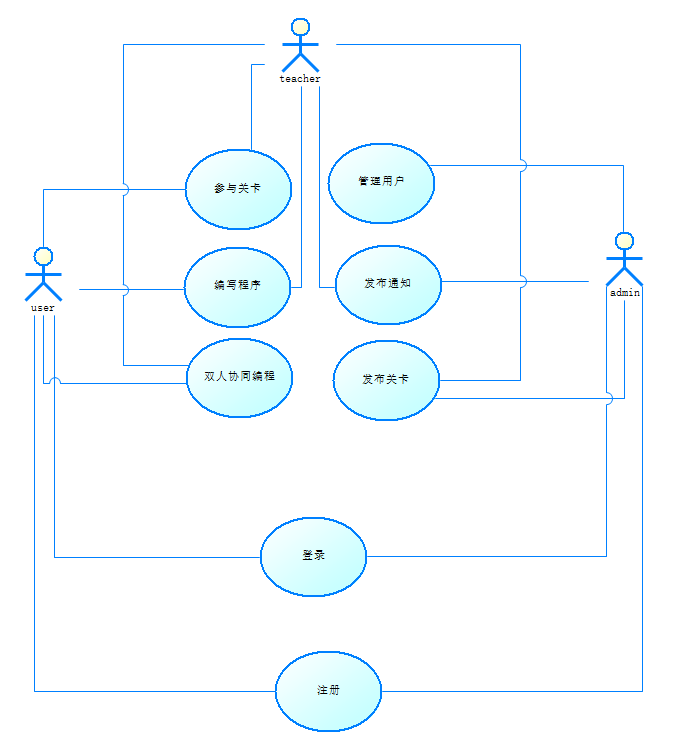 teacher
参与关卡
管理用户
user
编写程序
发布通知
admin
双人协同编程
发布关卡
登录
注册